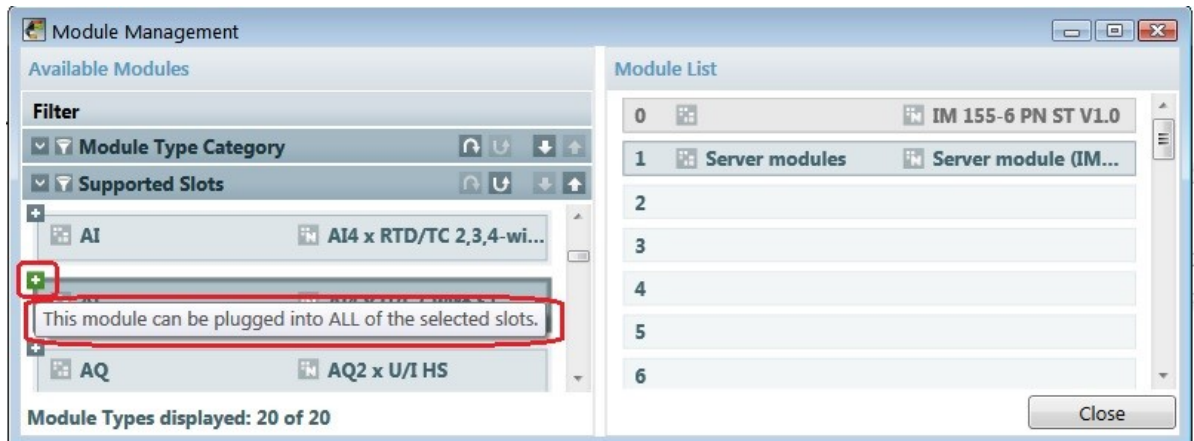 Module Management
Available Modules
Filter
Module Type Category
Supported Slots
AI AI4 x RTD/TC 2,3,4-wi...
This module can be plugged into ALL of the selected slots.
AQ AQ2 x U/I HS
Module Types displayed: 20 of 20
Module List
0 IM 155-6 PN ST V1.0
1 Server modules Server module (IM...
2
3
4
5
6
Close